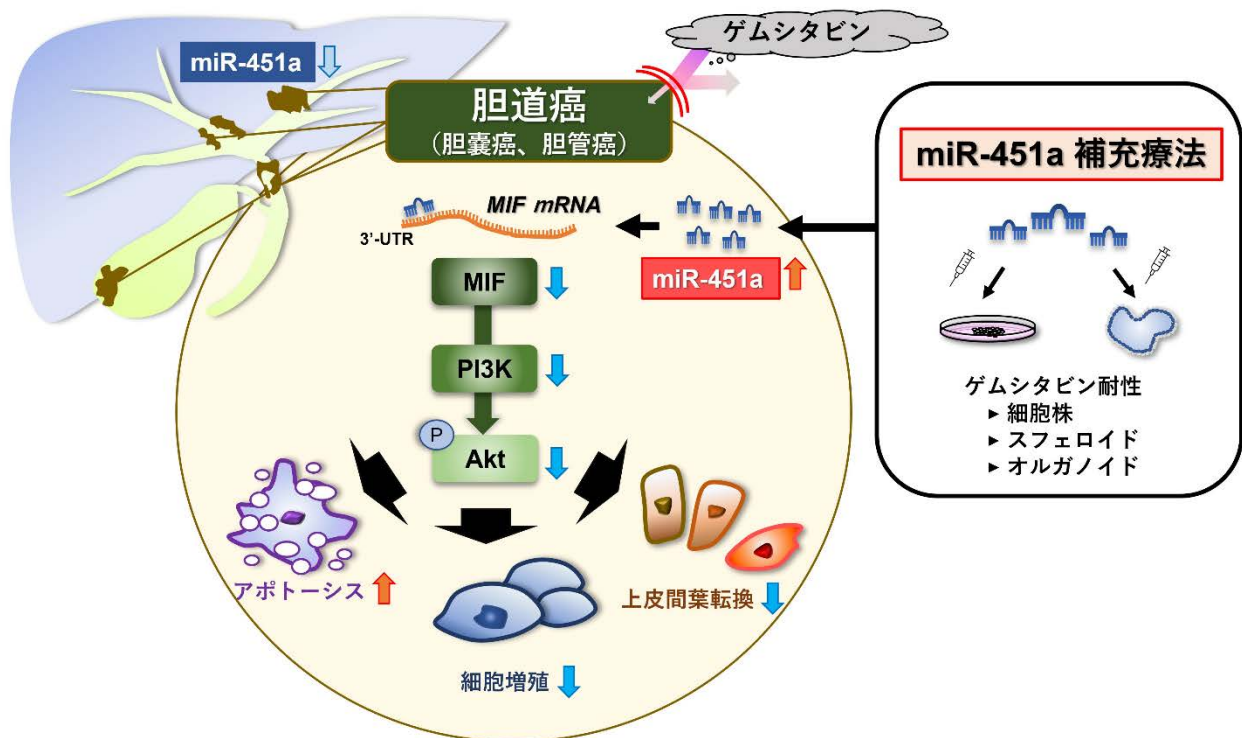 ゲムシタビン
miR-451a
胆道癌
（胆嚢癌、胆管癌）
miR-451a 補充療法
MIF mRNA
3'-UTR
miR-451a
MIF
PI3K
P
Akt
ゲムシタビン耐性
▸ 細胞株
▸ スフェロイド
▸ オルガノイド
アポトーシス
上皮間葉転換
細胞増殖